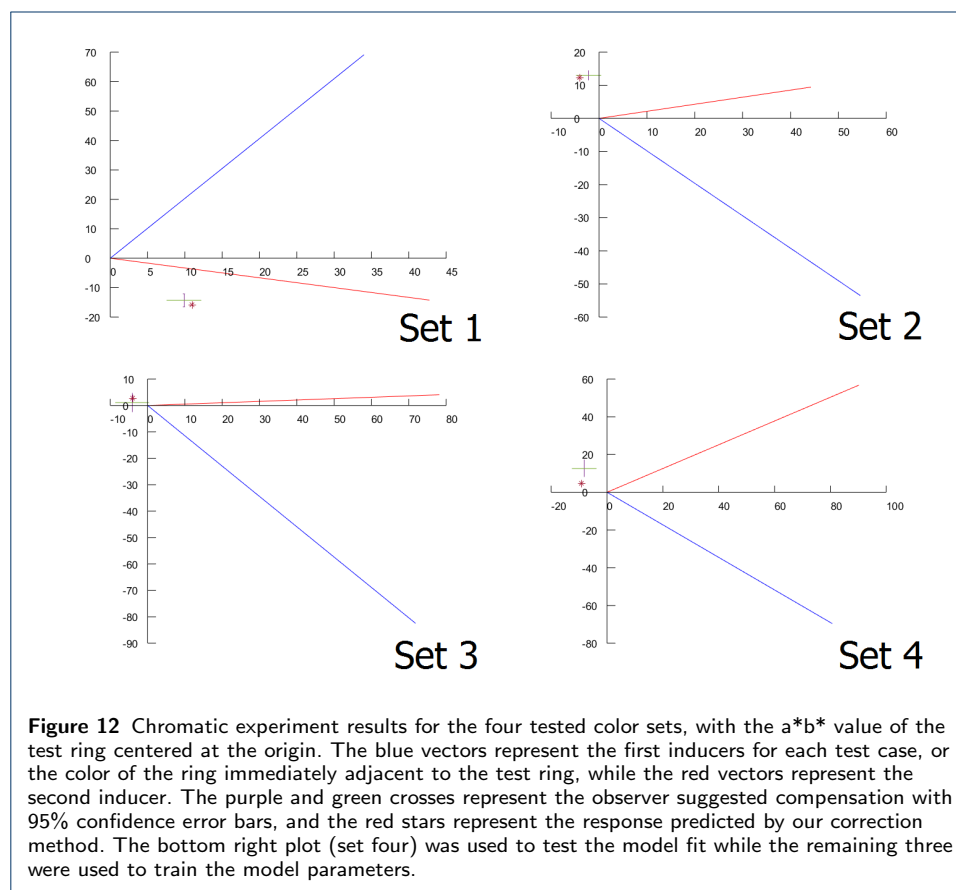 70
60
50
40
30
20
10
0
-10
-20
0 5 10 15 20 25 30 35 40 45
Set 1
20
10
0
-10
-20
-30
-40
-50
-60
-10 0 10 20 30 40 50 60
Set 2
10
0
-10
-20
-30
-40
-50
-60
-70
-80
-90
-10 0 10 20 30 40 50 60 70 80
Set 3
60
40
20
0
-20
-40
-60
-80
-20 0 20 40 60 80 100
Set 4
Figure 12 Chromatic experiment results for the four tested color sets, with the a*b* value of the
test ring centered at the origin. The blue vectors represent the first inducers for each test case, or
the color of the ring immediately adjacent to the test ring, while the red vectors represent the
second inducer. The purple and green crosses represent the observer suggested compensation with
95% confidence error bars, and the red stars represent the response predicted by our correction
method. The bottom right plot (set four) was used to test the model fit while the remaining three
were used to train the model parameters.